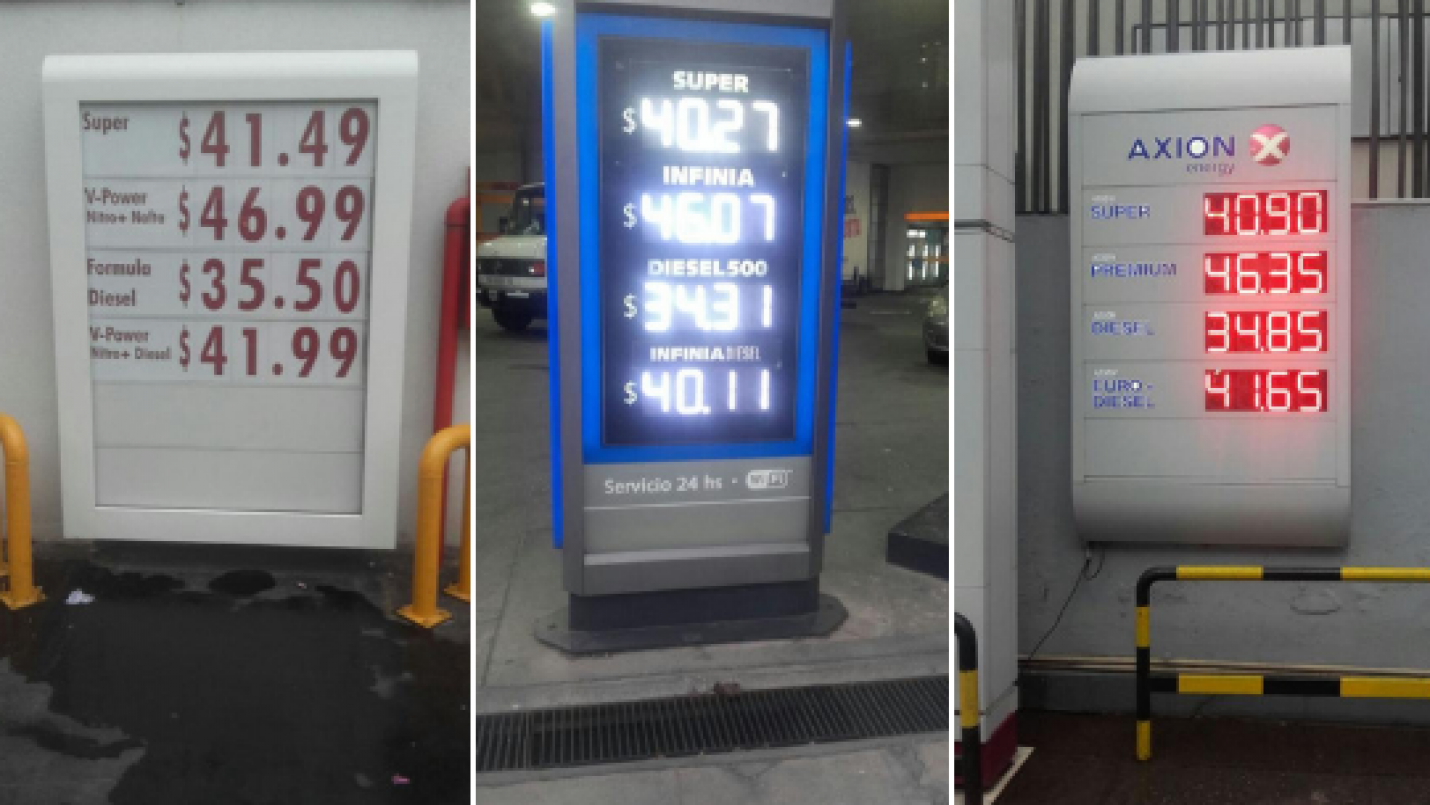 Super $41.49
V-Power
Nitro+ Nafta $46.99
Formula
Diesel $35.50
V-Power
Nitro+ Diesel $41.99
SUPER
$40.27
INFINIA
$46.07
DIESEL500
$34.31
INFINIA DIESEL
$40.11
Servicio 24 hs · WiFi
AXION
energy
SUPER 40.90
PREMIUM 46.35
DIESEL 34.85
EURO-
DIESEL 41.65